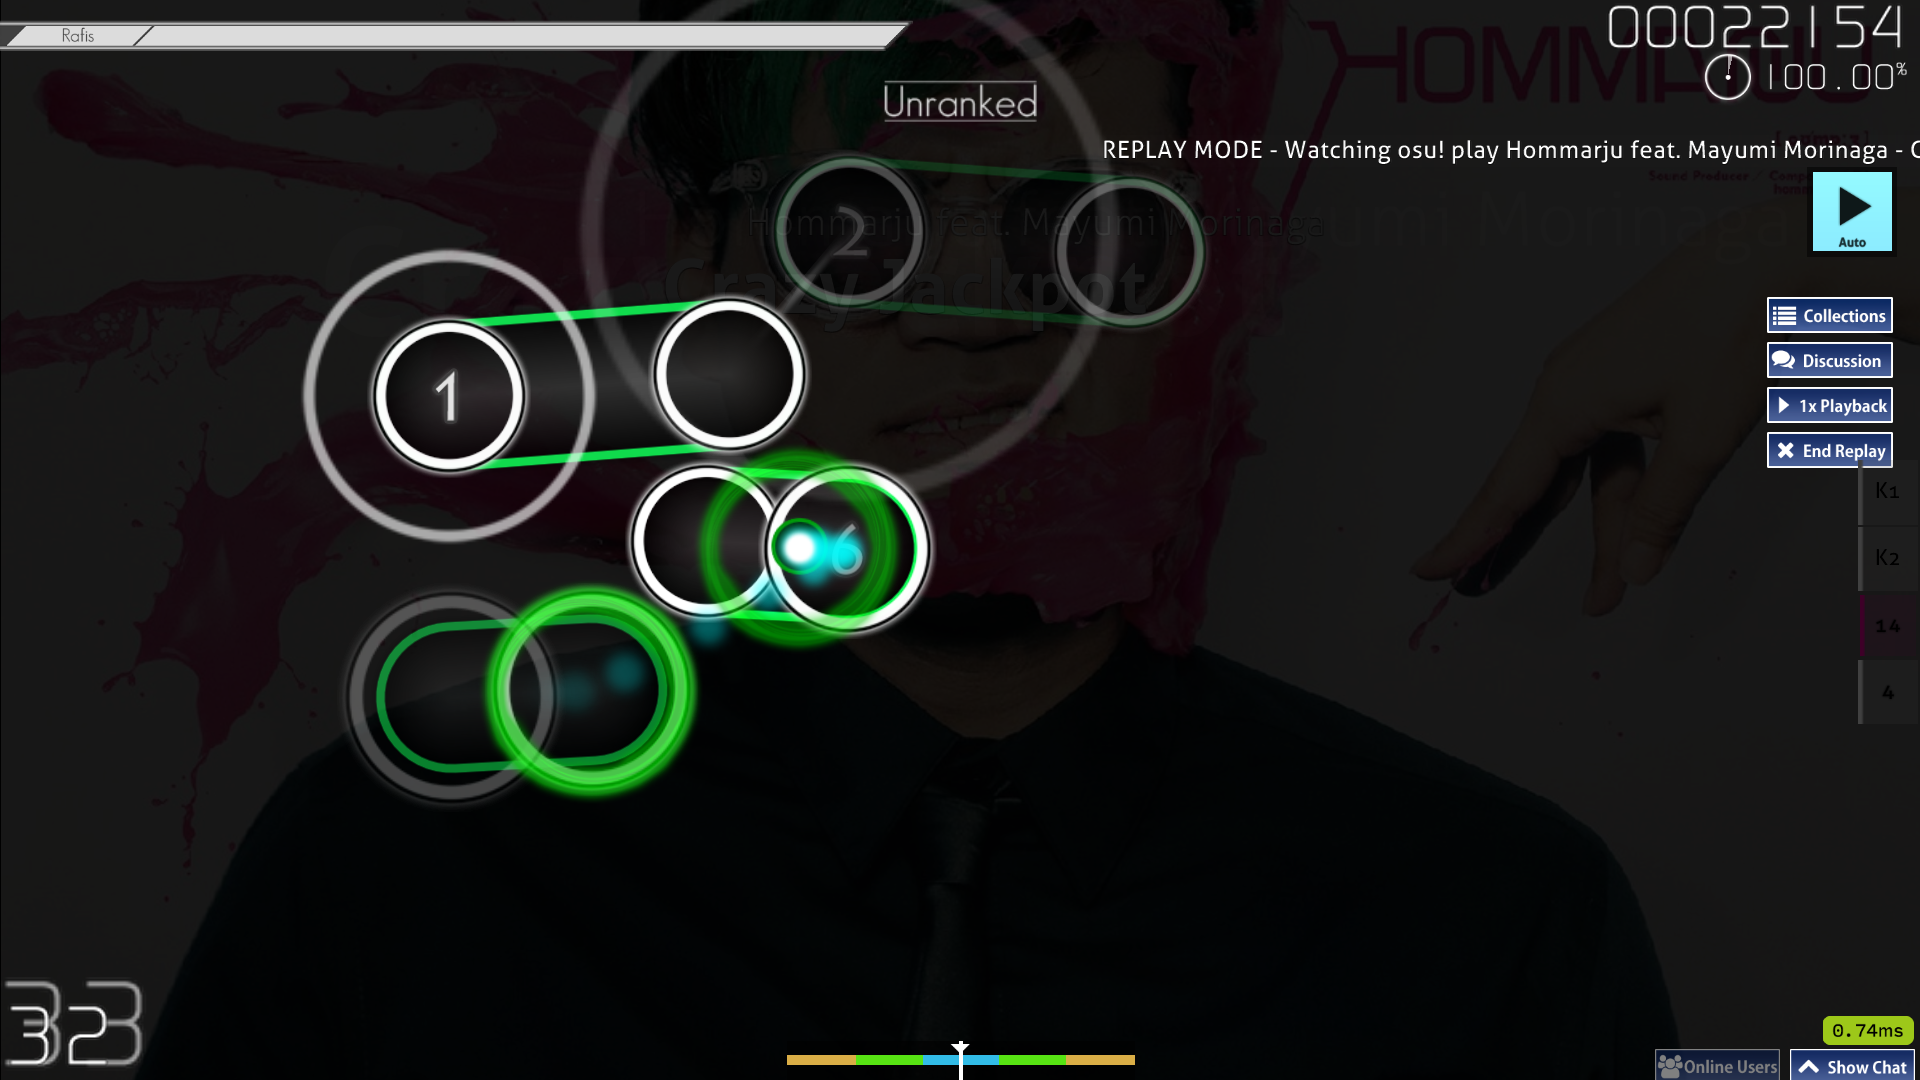 Rafis
00022154
100.00%
Unranked
REPLAY MODE - Watching osu! play Hommarju feat. Mayumi Morinaga - C
Auto
Hommarju feat. Mayumi Morinaga
Crazy Jackpot
2
1
6
Collections
Discussion
1x Playback
End Replay
K1
K2
14
4
0.74ms
Online Users
Show Chat